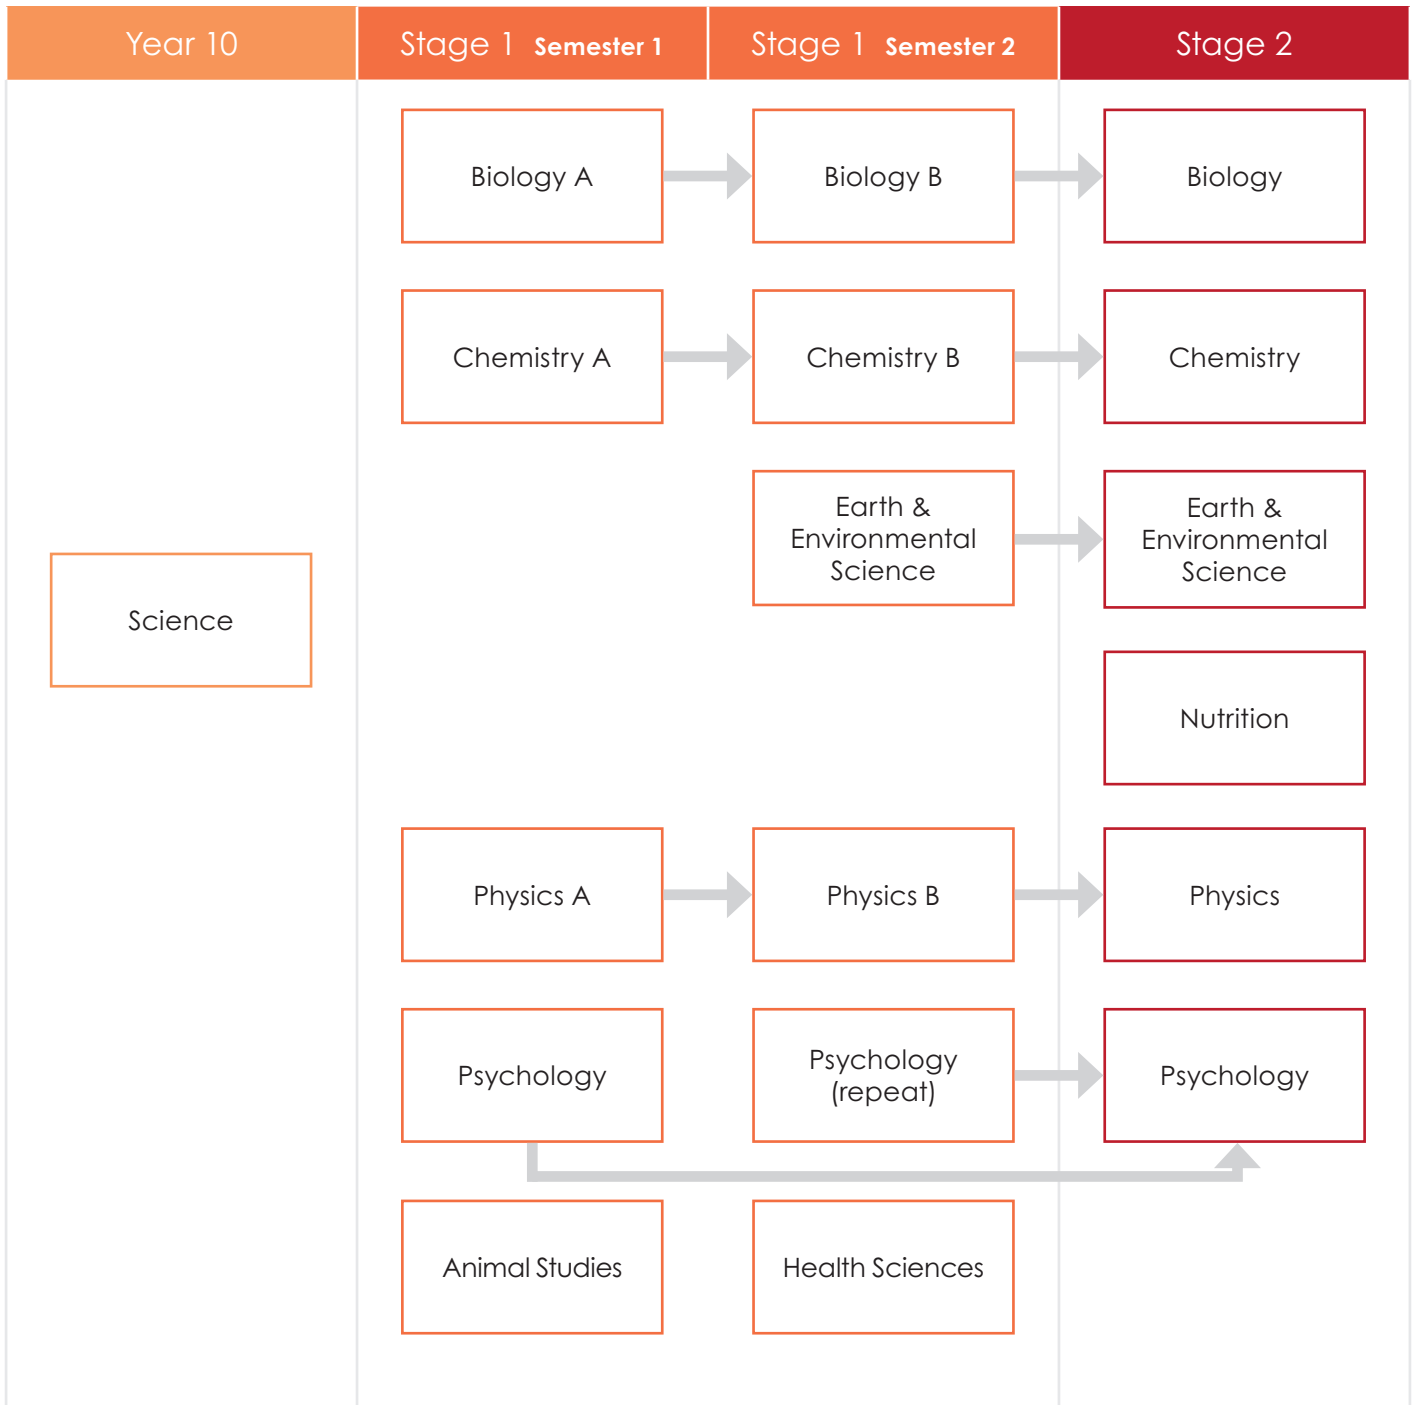 Year 10
Stage 1 Semester 1
Stage 1 Semester 2
Stage 2
Biology A
Biology B
Biology
Chemistry A
Chemistry B
Chemistry
Earth &
Environmental
Science
Earth &
Environmental
Science
Science
Nutrition
Physics A
Physics B
Physics
Psychology
Psychology
(repeat)
Psychology
Animal Studies
Health Sciences